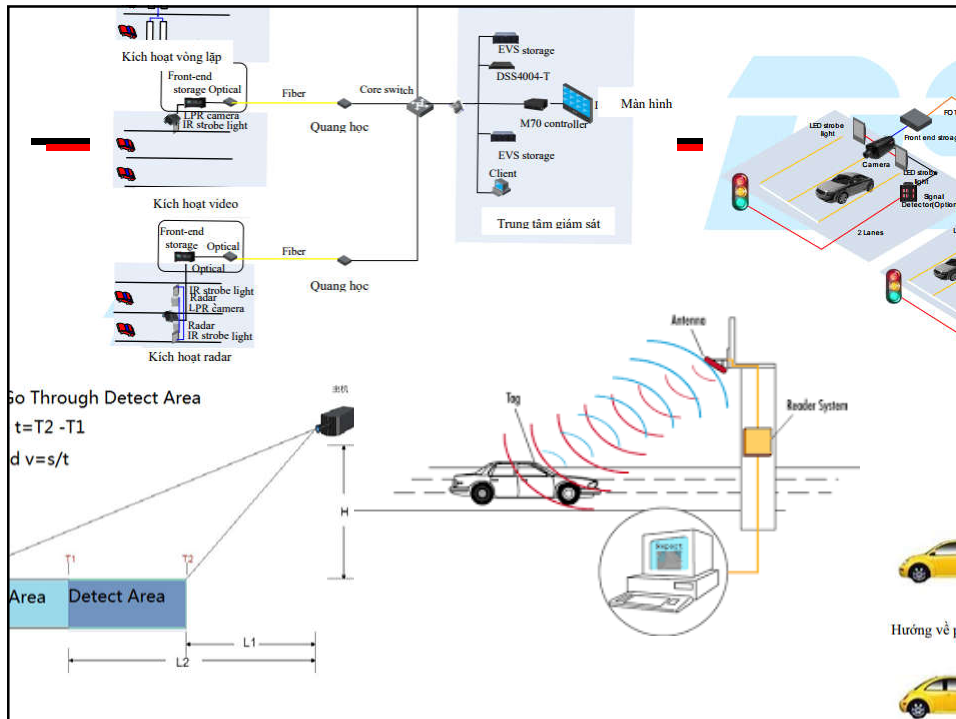 Kích hoạt vòng lặp
Front-end
storage Optical
LPR camera
IR strobe light
Fiber
Quang học
Core switch
Kích hoạt video
Front-end
storage
Optical
Optical
Fiber
Quang học
IR strobe light
Radar
LPR camera
Radar
IR strobe light
Kích hoạt radar
EVS storage
DSS4004-T
M70 controller
Màn hình
EVS storage
Client
Trung tâm giám sát
LED strobe
light
Camera
LED strobe
light
Front end
Signal
2 Lanes
Go Through Detect Area
t=T2 -T1
v=s/t
主机
H
T1
T2
Area
Detect Area
L1
L2
Antenna
Tag
Reader System
Hướng về